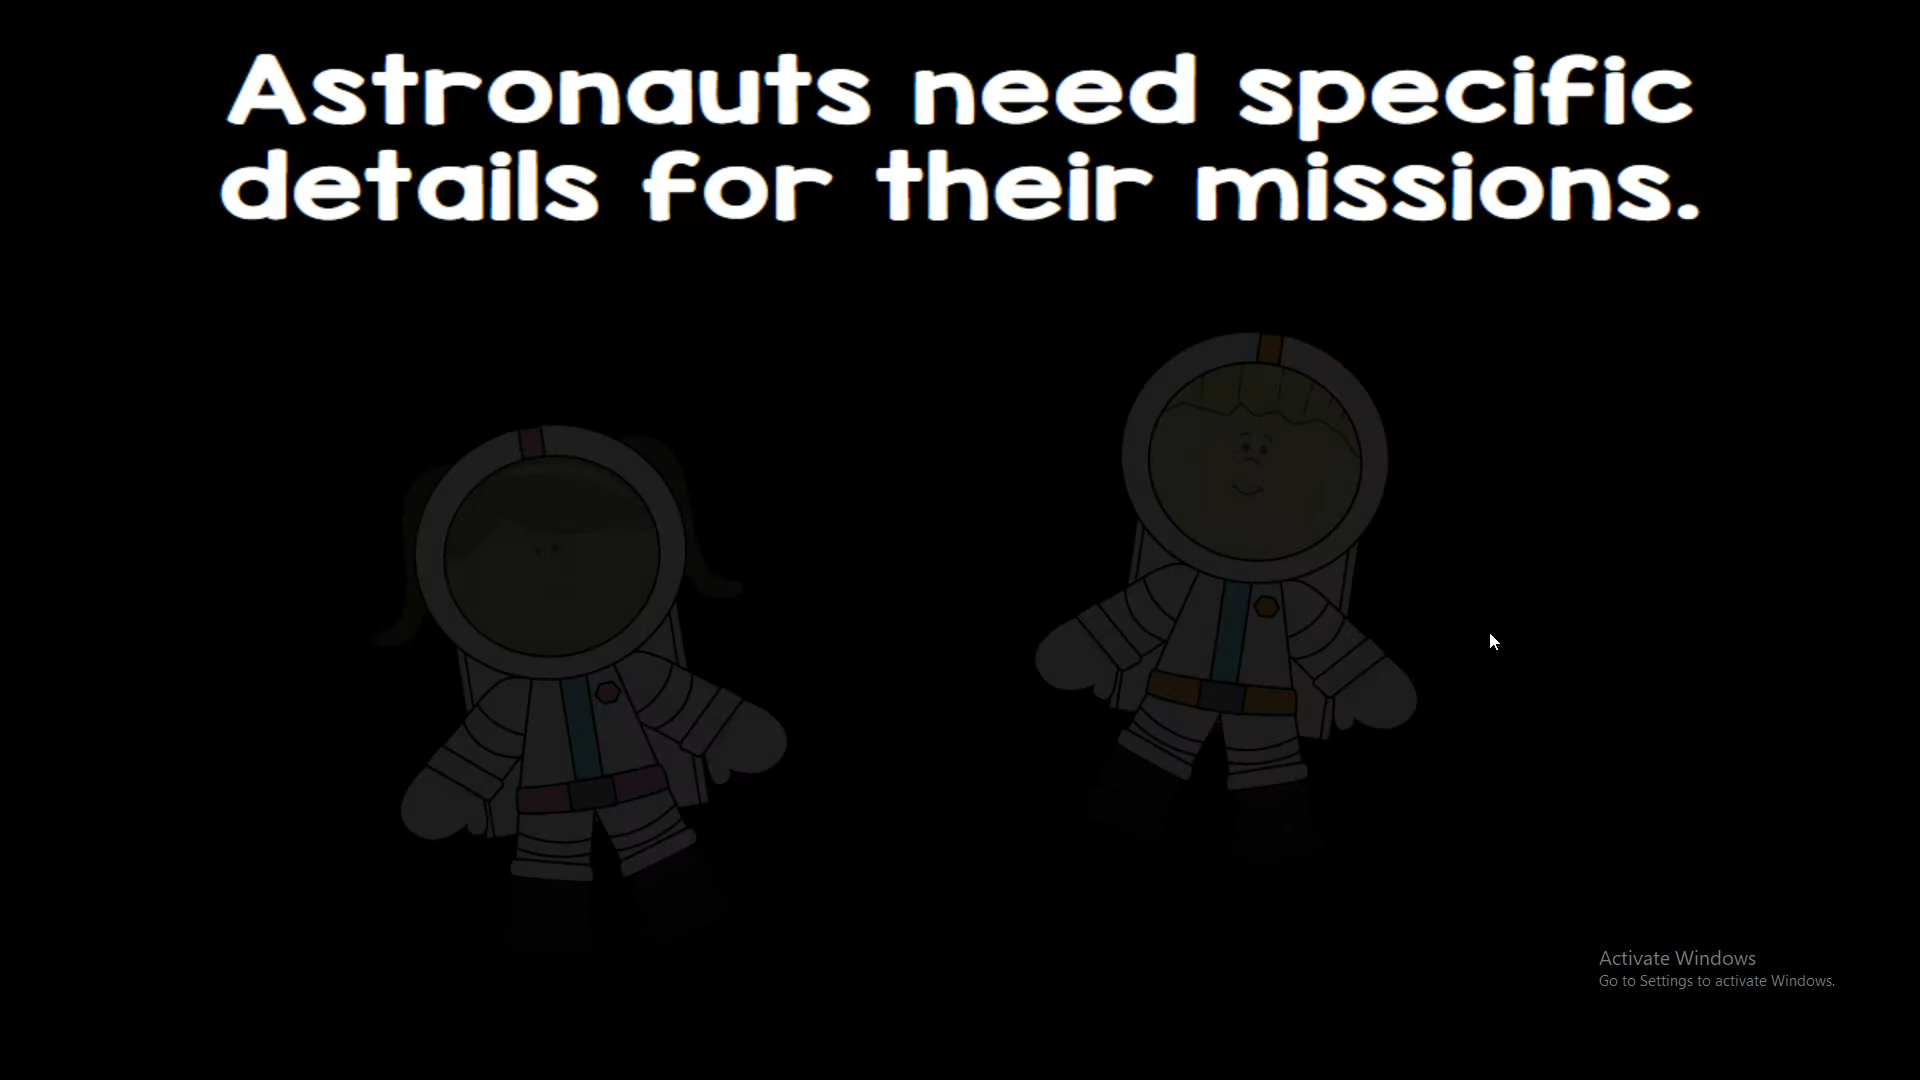 Astronauts need specific
details for their missions.
Activate Windows
Go to Settings to activate Windows.